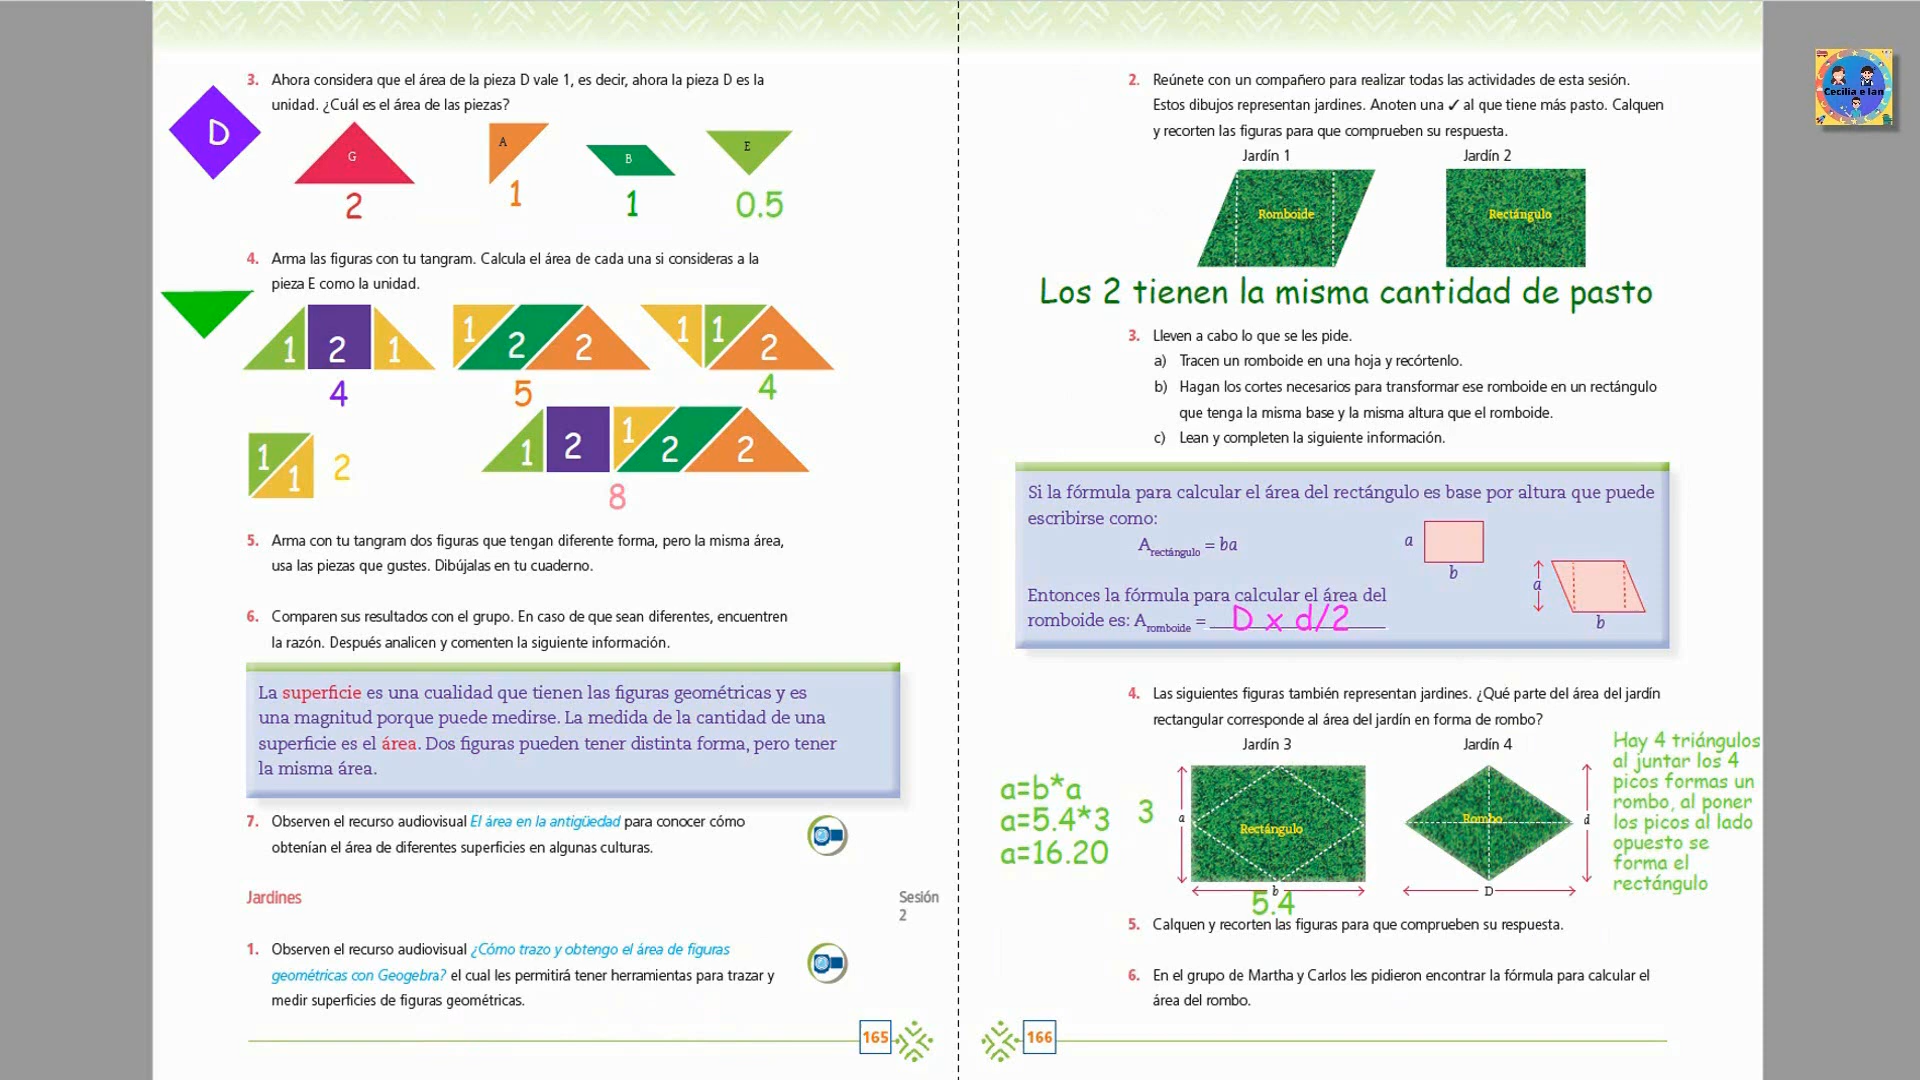 3. Ahora considera que el área de la pieza D vale 1, es decir, ahora la pieza D es la
unidad. ¿Cuál es el área de las piezas?
D
G
A
B
E
2
1
1
0.5
4. Arma las figuras con tu tangram. Calcula el área de cada una si consideras a la
pieza E como la unidad.
1 2 1
4
1 2 2
5
1 1 2
4
1 1 2
1 2 1 2 2
8
5. Arma con tu tangram dos figuras que tengan diferente forma, pero la misma área,
usa las piezas que gustes. Dibújalas en tu cuaderno.
6. Comparen sus resultados con el grupo. En caso de que sean diferentes, encuentren
la razón. Después analicen y comenten la siguiente información.
La superficie es una cualidad que tienen las figuras geométricas y es
una magnitud porque puede medirse. La medida de la cantidad de una
superficie es el área. Dos figuras pueden tener distinta forma, pero tener
la misma área.
7. Observen el recurso audiovisual El área en la antigüedad para conocer cómo
obtenían el área de diferentes superficies en algunas culturas.
Jardines
Sesión
2
1. Observen el recurso audiovisual ¿Cómo trazo y obtengo el área de figuras
geométricas con Geogebra? el cual les permitirá tener herramientas para trazar y
medir superficies de figuras geométricas.
165
2. Reúnete con un compañero para realizar todas las actividades de esta sesión.
Estos dibujos representan jardines. Anoten una ✓ al que tiene más pasto. Calquen
y recorten las figuras para que comprueben su respuesta.
Jardín 1
Jardín 2
Romboide
Rectángulo
Los 2 tienen la misma cantidad de pasto
3. Lleven a cabo lo que se les pide.
a) Tracen un romboide en una hoja y recórtenlo.
b) Hagan los cortes necesarios para transformar ese romboide en un rectángulo
que tenga la misma base y la misma altura que el romboide.
c) Lean y completen la siguiente información.
Si la fórmula para calcular el área del rectángulo es base por altura que puede
escribirse como:
Arectángulo = ba
a
b
Entonces la fórmula para calcular el área del
romboide es: Aromboide = D x d/2
a
b
4. Las siguientes figuras también representan jardines. ¿Qué parte del área del jardín
rectangular corresponde al área del jardín en forma de rombo?
Jardín 3
Jardín 4
a=b*a
a=5.4*3
a=16.20
3
a
Rectángulo
b
5.4
Rombo
d
D
Hay 4 triángulos
al juntar los 4
picos formas un
rombo, al poner
los picos al lado
opuesto se
forma el
rectángulo
5. Calquen y recorten las figuras para que comprueben su respuesta.
6. En el grupo de Martha y Carlos les pidieron encontrar la fórmula para calcular el
área del rombo.
166
Cecilia e Ian